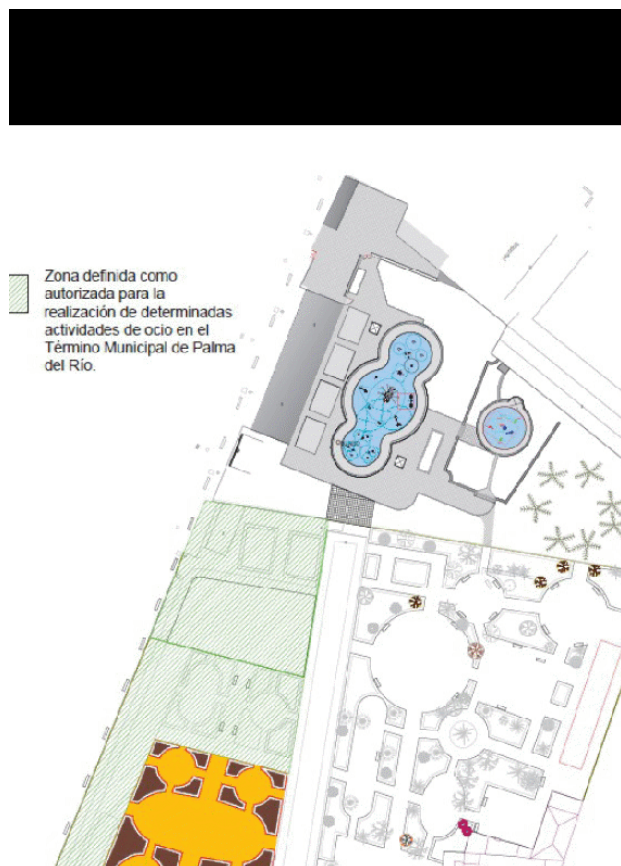 Zona definida como
autorizada para la
realización de determinadas
actividades de ocio en el
Término Municipal de Palma
del Río.